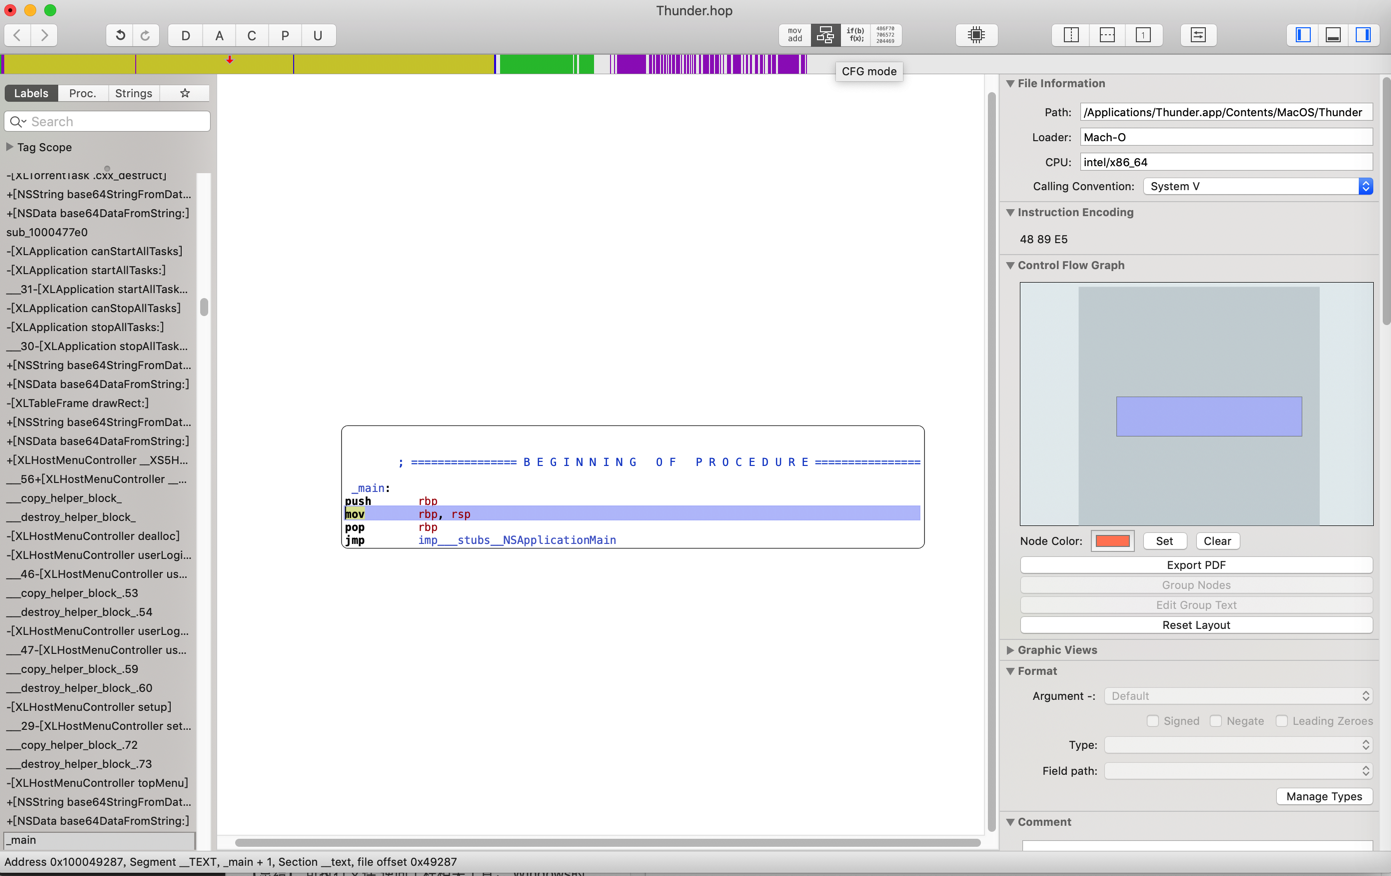 Thunder.hop
D A C P U
mov
add
if(b)
f(x);
CFG mode
Labels Proc. Strings
Search
Tag Scope
-[XLTorrentTask .cxx_destruct]
+[NSString base64StringFromDat...
+[NSData base64DataFromString:]
sub_1000477e0
-[XLApplication canStartAllTasks]
-[XLApplication startAllTasks:]
___31-[XLApplication startAllTask...
-[XLApplication canStopAllTasks]
-[XLApplication stopAllTasks:]
___30-[XLApplication stopAllTask...
+[NSString base64StringFromDat...
+[NSData base64DataFromString:]
-[XLTableFrame drawRect:]
+[NSString base64StringFromDat...
+[NSData base64DataFromString:]
+[XLHostMenuController __XS5H...
___56+[XLHostMenuController __...
___copy_helper_block_
___destroy_helper_block_
-[XLHostMenuController dealloc]
-[XLHostMenuController userLogi...
___46-[XLHostMenuController us...
___copy_helper_block_.53
___destroy_helper_block_.54
-[XLHostMenuController userLog...
___47-[XLHostMenuController us...
___copy_helper_block_.59
___destroy_helper_block_.60
-[XLHostMenuController setup]
___29-[XLHostMenuController set...
___copy_helper_block_.72
___destroy_helper_block_.73
-[XLHostMenuController topMenu]
+[NSString base64StringFromDat...
+[NSData base64DataFromString:]
_main
; ================ B E G I N N I N G   O F   P R O C E D U R E ================
_main:
push rbp
mov rbp, rsp
pop rbp
jmp imp___stubs__NSApplicationMain
File Information
Path: /Applications/Thunder.app/Contents/MacOS/Thunder
Loader: Mach-O
CPU: intel/x86_64
Calling Convention: System V
Instruction Encoding
48 89 E5
Control Flow Graph
Node Color: Set Clear
Export PDF
Group Nodes
Edit Group Text
Reset Layout
Graphic Views
Format
Argument -: Default
Signed Negate Leading Zeroes
Type:
Field path:
Manage Types
Comment
Address 0x100049287, Segment __TEXT, _main + 1, Section __text, file offset 0x49287